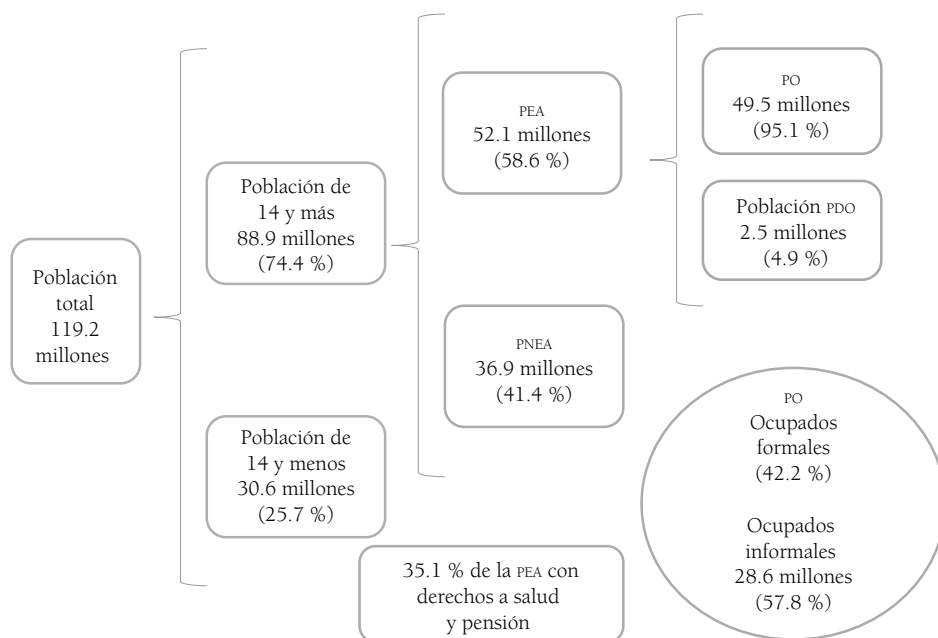 Población
total
119.2
millones
Población de
14 y más
88.9 millones
(74.4 %)
Población de
14 y menos
30.6 millones
(25.7 %)
PEA
52.1 millones
(58.6 %)
PNEA
36.9 millones
(41.4 %)
PO
49.5 millones
(95.1 %)
Población PDO
2.5 millones
(4.9 %)
PO
Ocupados
formales
(42.2 %)
Ocupados
informales
28.6 millones
(57.8 %)
35.1 % de la PEA con
derechos a salud
y pensión